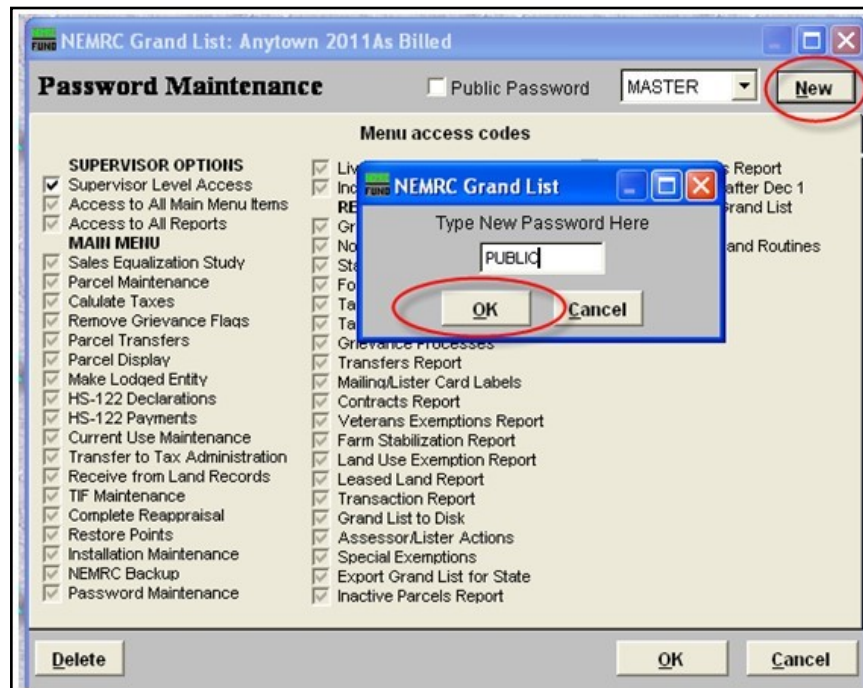 FUND NEMRC Grand List: Anytown 2011As Billed
Password Maintenance
Public Password
MASTER
New
Menu access codes
SUPERVISOR OPTIONS
Supervisor Level Access
Access to All Main Menu Items
Access to All Reports
MAIN MENU
Sales Equalization Study
Parcel Maintenance
Calulate Taxes
Remove Grievance Flags
Parcel Transfers
Parcel Display
Make Lodged Entity
HS-122 Declarations
HS-122 Payments
Current Use Maintenance
Transfer to Tax Administration
Receive from Land Records
TIF Maintenance
Complete Reappraisal
Restore Points
Installation Maintenance
NEMRC Backup
Password Maintenance
Grievance Processes
Transfers Report
Mailing/Lister Card Labels
Contracts Report
Veterans Exemptions Report
Farm Stabilization Report
Land Use Exemption Report
Leased Land Report
Transaction Report
Grand List to Disk
Assessor/Lister Actions
Special Exemptions
Export Grand List for State
Inactive Parcels Report
Report
after Dec 1
Grand List
and Routines
FUND NEMRC Grand List
Type New Password Here
PUBLIC
OK
Cancel
Delete
OK
Cancel